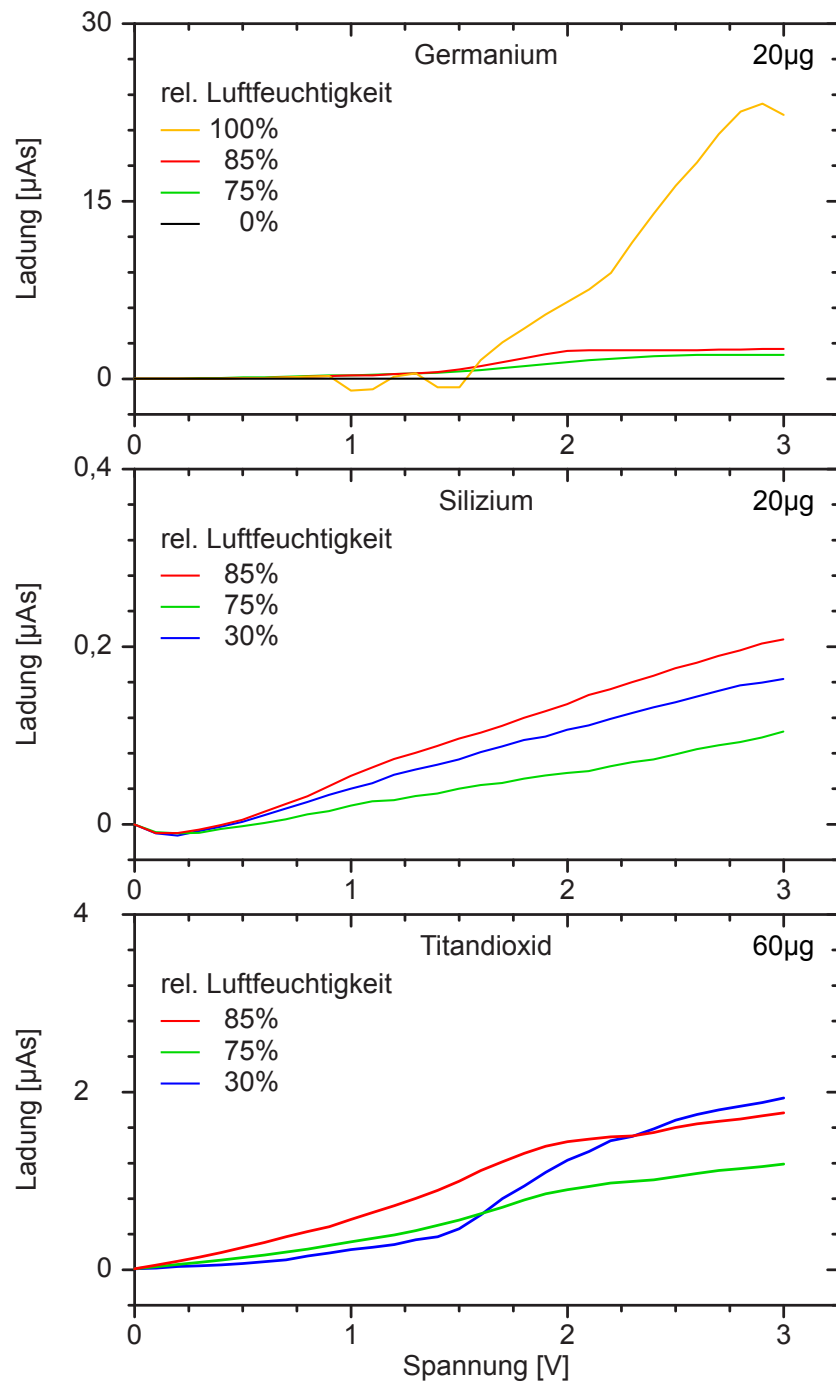 30
Germanium 20µg
rel. Luftfeuchtigkeit
100%
85%
15
75%
0%
Ladung [µAs]
0
0 1 2 3
0,4
Silizium 20µg
rel. Luftfeuchtigkeit
85%
75%
0,2
30%
Ladung [µAs]
0
0 1 2 3
4
Titandioxid 60µg
rel. Luftfeuchtigkeit
85%
75%
2
30%
Ladung [µAs]
0
0 1 2 3
Spannung [V]